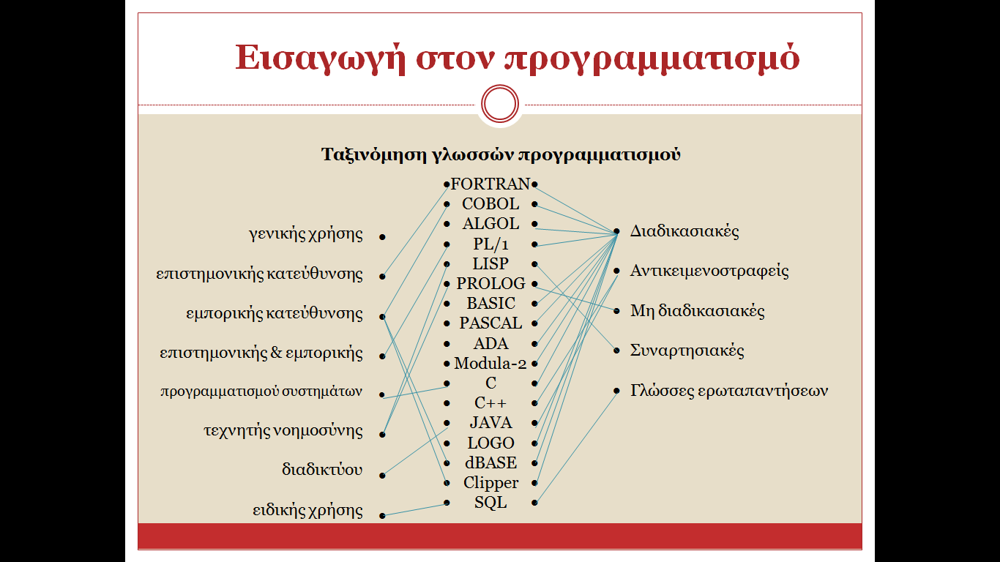 Εισαγωγή στον προγραμματισμό
Ταξινόμηση γλωσσών προγραμματισμού
γενικής χρήσης
επιστημονικής κατεύθυνσης
εμπορικής κατεύθυνσης
επιστημονικής & εμπορικής
προγραμματισμού συστημάτων
τεχνητής νοημοσύνης
διαδικτύου
ειδικής χρήσης
FORTRAN
COBOL
ALGOL
PL/1
LISP
PROLOG
BASIC
PASCAL
ADA
Modula-2
C
C++
JAVA
LOGO
dBASE
Clipper
SQL
Διαδικασιακές
Αντικειμενοστραφείς
Μη διαδικασιακές
Συναρτησιακές
Γλώσσες ερωταπαντήσεων